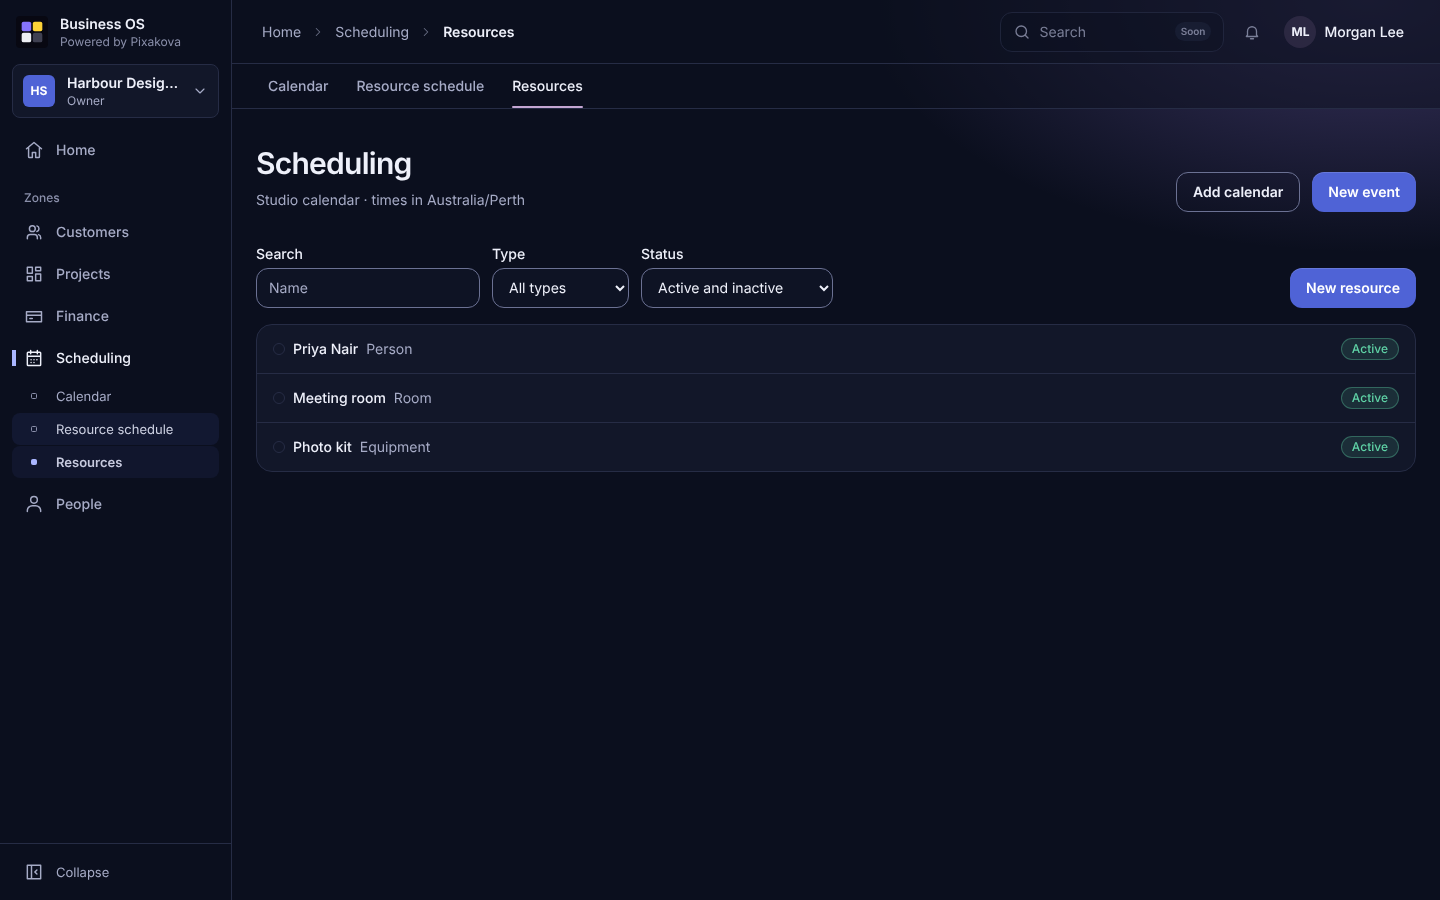 Business OS
Powered by Pixakova
HS
Harbour Desig...
Owner
Home
Zones
Customers
Projects
Finance
Scheduling
Calendar
Resource schedule
Resources
People
Collapse
Home > Scheduling > Resources
Search
Soon
ML
Morgan Lee
Calendar
Resource schedule
Resources
Scheduling
Studio calendar · times in Australia/Perth
Add calendar
New event
Search
Type
Status
Name
All types
Active and inactive
New resource
Priya Nair Person Active
Meeting room Room Active
Photo kit Equipment Active